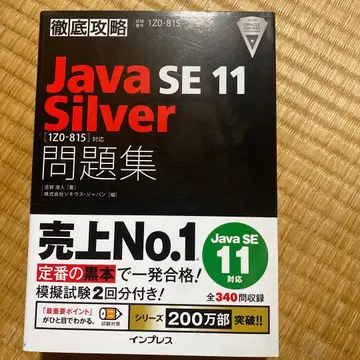 徹底攻略
試験番号 1Z0-815
ORACLE
Java SE 11
Silver
[1Z0-815]対応
問題集
志賀 澄人 [著]
株式会社ソキウス・ジャパン [編]
売上No.1
定番の黒本で一発合格!
模擬試験2回分付き!
Java SE
11
対応
全340問収録
「最重要ポイント」
がひと目でわかる。
試験対策
シリーズ 200万部 突破!!
インプレス